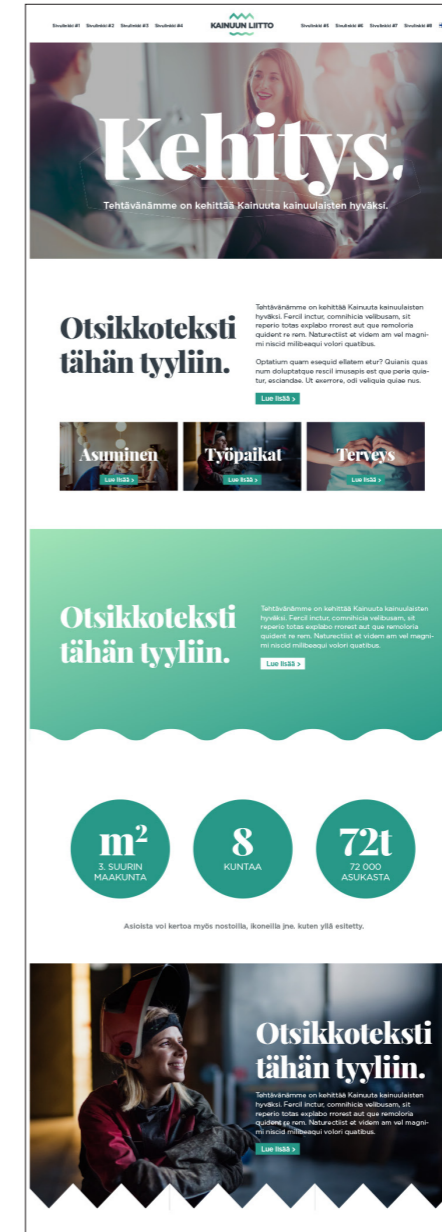 Sivulinkki #1 Sivulinkki #2 Sivulinkki #3 Sivulinkki #4
KAINUUN LIITTO
Sivulinkki #5 Sivulinkki #6 Sivulinkki #7 Sivulinkki #8
Kehitys.
Tehtävänämme on kehittää Kainuuta kainuulaisten hyväksi.
Otsikkoteksti
tähän tyyliin.
Tehtävänämme on kehittää Kainuuta kainuulaisten
hyväksi. Fercil inctur, comnihicia velibusam, sit
reperio totas explabo rrorest aut que remoloria
quident re rem. Naturectiist et videm am vel magni-
mi niscid milibeaqui volori quatibus.
Optatium quam esequid ellatem etur? Quianis quas
num doluptatque rescil imusapis est que peria quia-
tur, esciandae. Ut exerrore, odi veliquia quiae nus.
Lue lisää >
Asuminen
Lue lisää >
Työpaikat
Lue lisää >
Terveys
Lue lisää >
Otsikkoteksti
tähän tyyliin.
Tehtävänämme on kehittää Kainuuta kainuulaisten
hyväksi. Fercil inctur, comnihicia velibusam, sit
reperio totas explabo rrorest aut que remoloria
quident re rem. Naturectiist et videm am vel magni-
mi niscid milibeaqui volori quatibus.
Lue lisää >
m²
3. SUURIN
MAAKUNTA
8
KUNTAA
72t
72 000
ASUKASTA
Asioista voi kertoa myös nostoilla, ikoneilla jne. kuten yllä esitetty.
Otsikkoteksti
tähän tyyliin.
Tehtävänämme on kehittää Kainuuta kainuulaisten
hyväksi. Fercil inctur, comnihicia velibusam, sit
reperio totas explabo rrorest aut que remoloria
quident re rem. Naturectiist et videm am vel magni-
mi niscid milibeaqui volori quatibus.
Lue lisää >